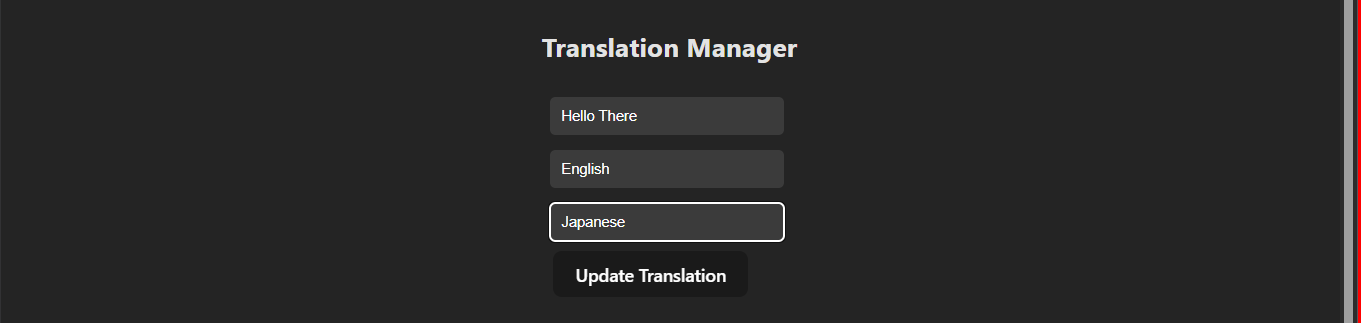 Translation Manager
Hello There
English
Japanese
Update Translation